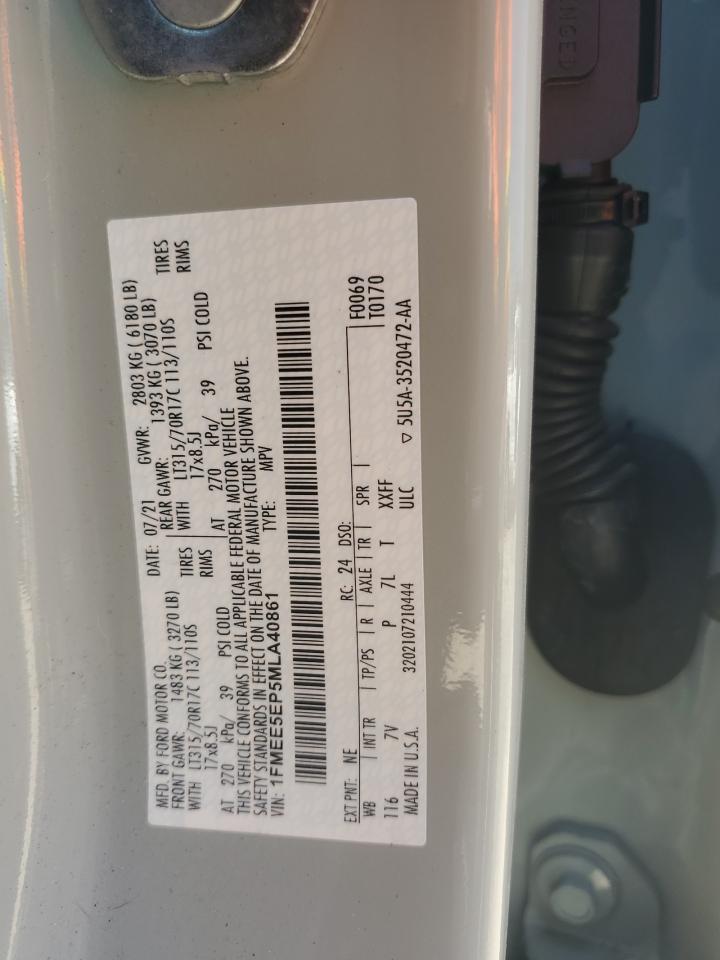 MFD. BY FORD MOTOR CO. DATE: 07/21 GVWR: 2803 KG ( 6180 LB)
FRONT GAWR: 1483 KG ( 3270 LB) REAR GAWR: 1393 KG ( 3070 LB)
WITH LT315/70R17C 113/110S TIRES WITH LT315/70R17C 113/110S TIRES
17x8.5J RIMS 17x8.5J RIMS
AT 270 kPa/ 39 PSI COLD AT 270 kPa/ 39 PSI COLD
THIS VEHICLE CONFORMS TO ALL APPLICABLE FEDERAL MOTOR VEHICLE
SAFETY STANDARDS IN EFFECT ON THE DATE OF MANUFACTURE SHOWN ABOVE.
VIN: 1FMEE5EP5MLA40861 TYPE: MPV
EXT PNT: NE RC: 24 DSO: F0069
WB INT TR TP/PS R AXLE TR SPR T0170
116 7V P 7L T XXFF
MADE IN U.S.A. 3202107210444 ULC ▽ 5U5A-3520472-AA